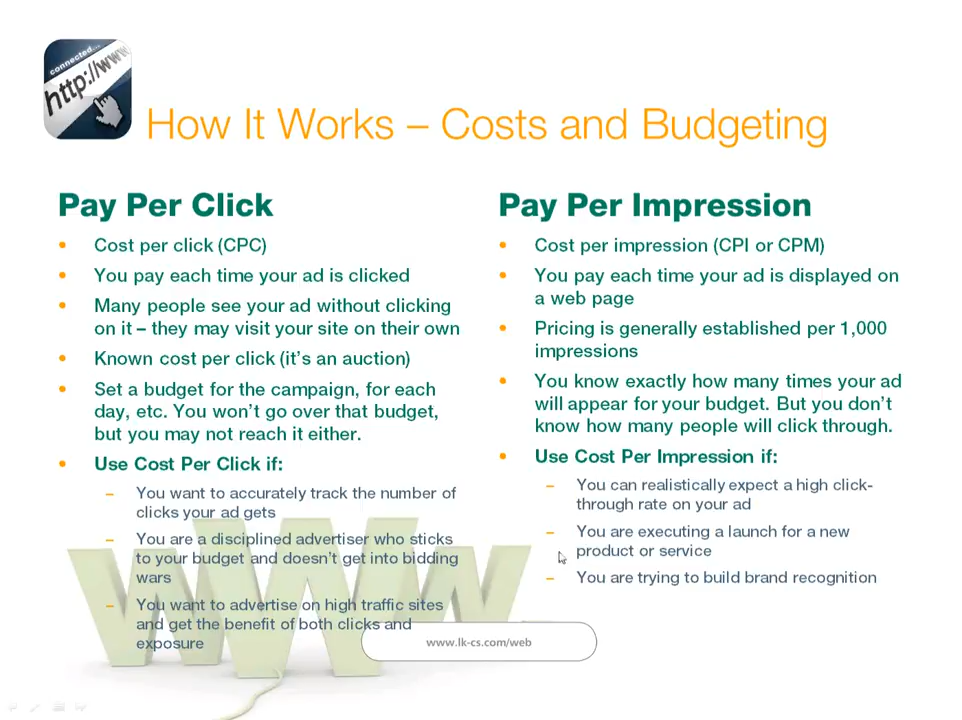 connected...
http://www
How It Works – Costs and Budgeting
Pay Per Click
• Cost per click (CPC)
• You pay each time your ad is clicked
• Many people see your ad without clicking
on it – they may visit your site on their own
• Known cost per click (it's an auction)
• Set a budget for the campaign, for each
day, etc. You won't go over that budget,
but you may not reach it either.
• Use Cost Per Click if:
– You want to accurately track the number of
clicks your ad gets
– You are a disciplined advertiser who sticks
to your budget and doesn't get into bidding
wars
– You want to advertise on high traffic sites
and get the benefit of both clicks and
exposure
Pay Per Impression
• Cost per impression (CPI or CPM)
• You pay each time your ad is displayed on
a web page
• Pricing is generally established per 1,000
impressions
• You know exactly how many times your ad
will appear for your budget. But you don't
know how many people will click through.
• Use Cost Per Impression if:
– You can realistically expect a high click-
through rate on your ad
– You are executing a launch for a new
product or service
– You are trying to build brand recognition
www
www.lk-cs.com/web